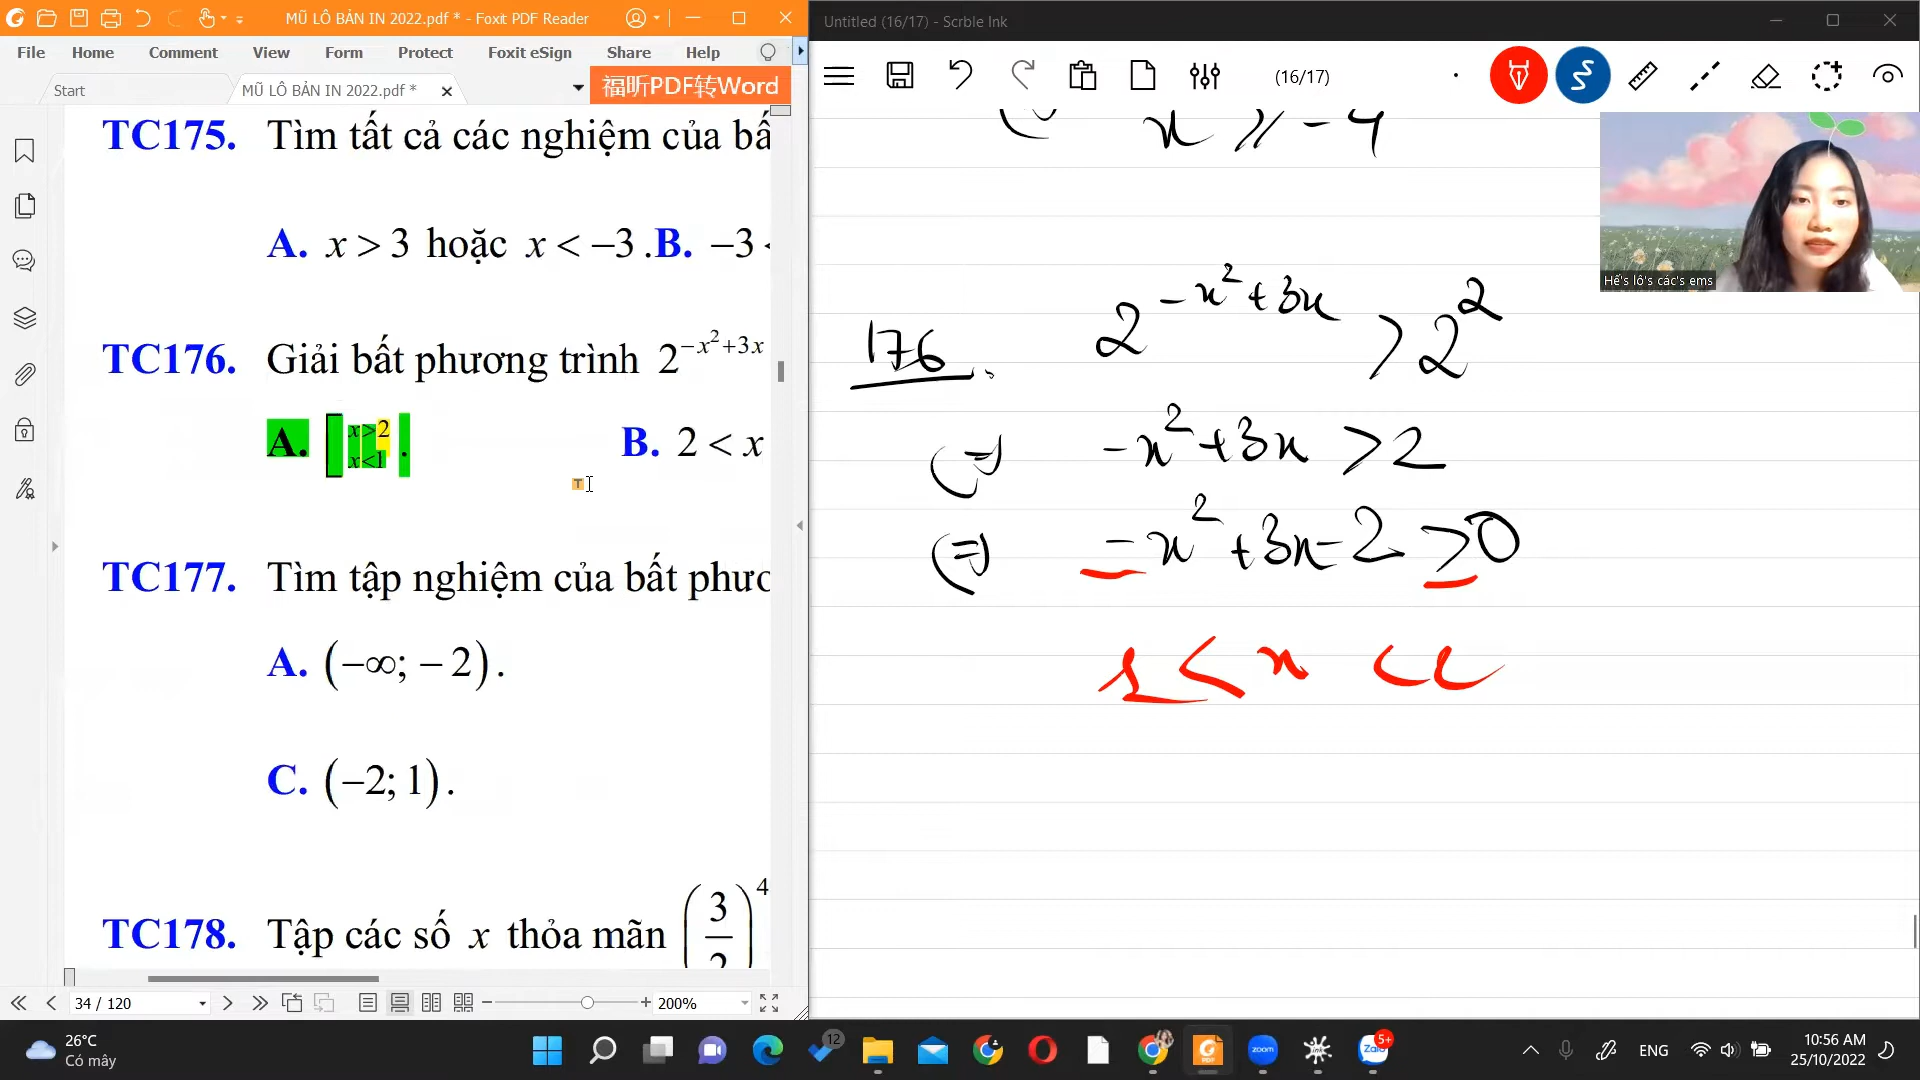 MŨ LÔ BẢN IN 2022.pdf * - Foxit PDF Reader
File Home Comment View Form Protect Foxit eSign Share Help
Start
MŨ LÔ BẢN IN 2022.pdf *
福昕PDF转Word
TC175. Tìm tất cả các nghiệm của bấ
A. x > 3 hoặc x < −3 . B. −3 <
TC176. Giải bất phương trình 2^{−x²+3x}
A. [x>2
x<1 .
B. 2 < x
TC177. Tìm tập nghiệm của bất phươ
A. (−∞; − 2).
C. (−2; 1).
TC178. Tập các số x thỏa mãn (3/2)^4
34 / 120
200%
Untitled (16/17) - Scrble Ink
(16/17)
x ≥ -4
Hế's lô's các's ems
176. 2^{-x²+3x} > 2²
(=) -x²+3x > 2
(=) -x²+3x-2 > 0
1 < x <
26°C
Có mây
12
zoom
Zalo
5+
ENG
10:56 AM
25/10/2022